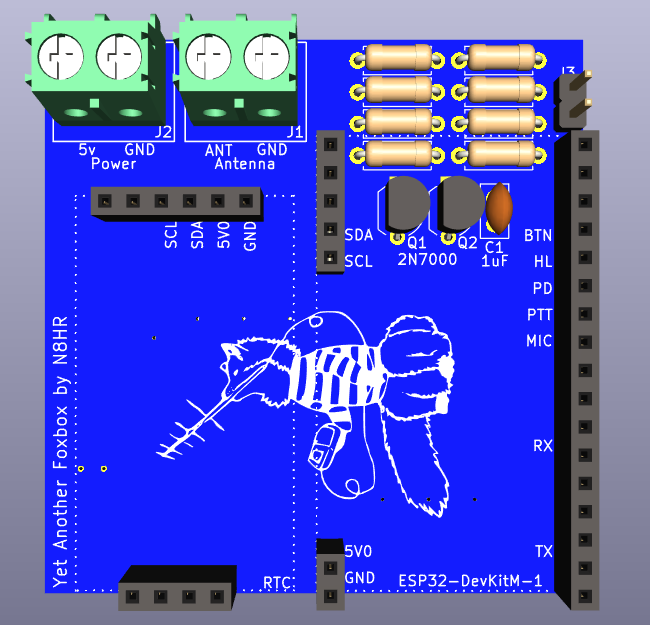 J3
J2
J1
5v GND
Power
ANT GND
Antenna
SCL
SDA
5V0
GND
SDA
SCL
Q1
Q2
2N7000
C1
1uF
BTN
HL
PD
PTT
MIC
RX
TX
Yet Another Foxbox by N8HR
5V0
GND
RTC
ESP32-DevKitM-1